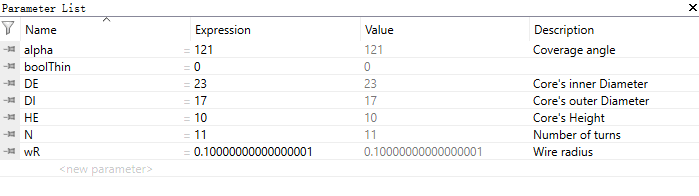 Parameter List
Name Expression Value Description
alpha = 121 121 Coverage angle
boolThin = 0 0
DE = 23 23 Core's inner Diameter
DI = 17 17 Core's outer Diameter
HE = 10 10 Core's Height
N = 11 11 Number of turns
wR = 0.10000000000000001 0.10000000000000001 Wire radius
<new parameter>